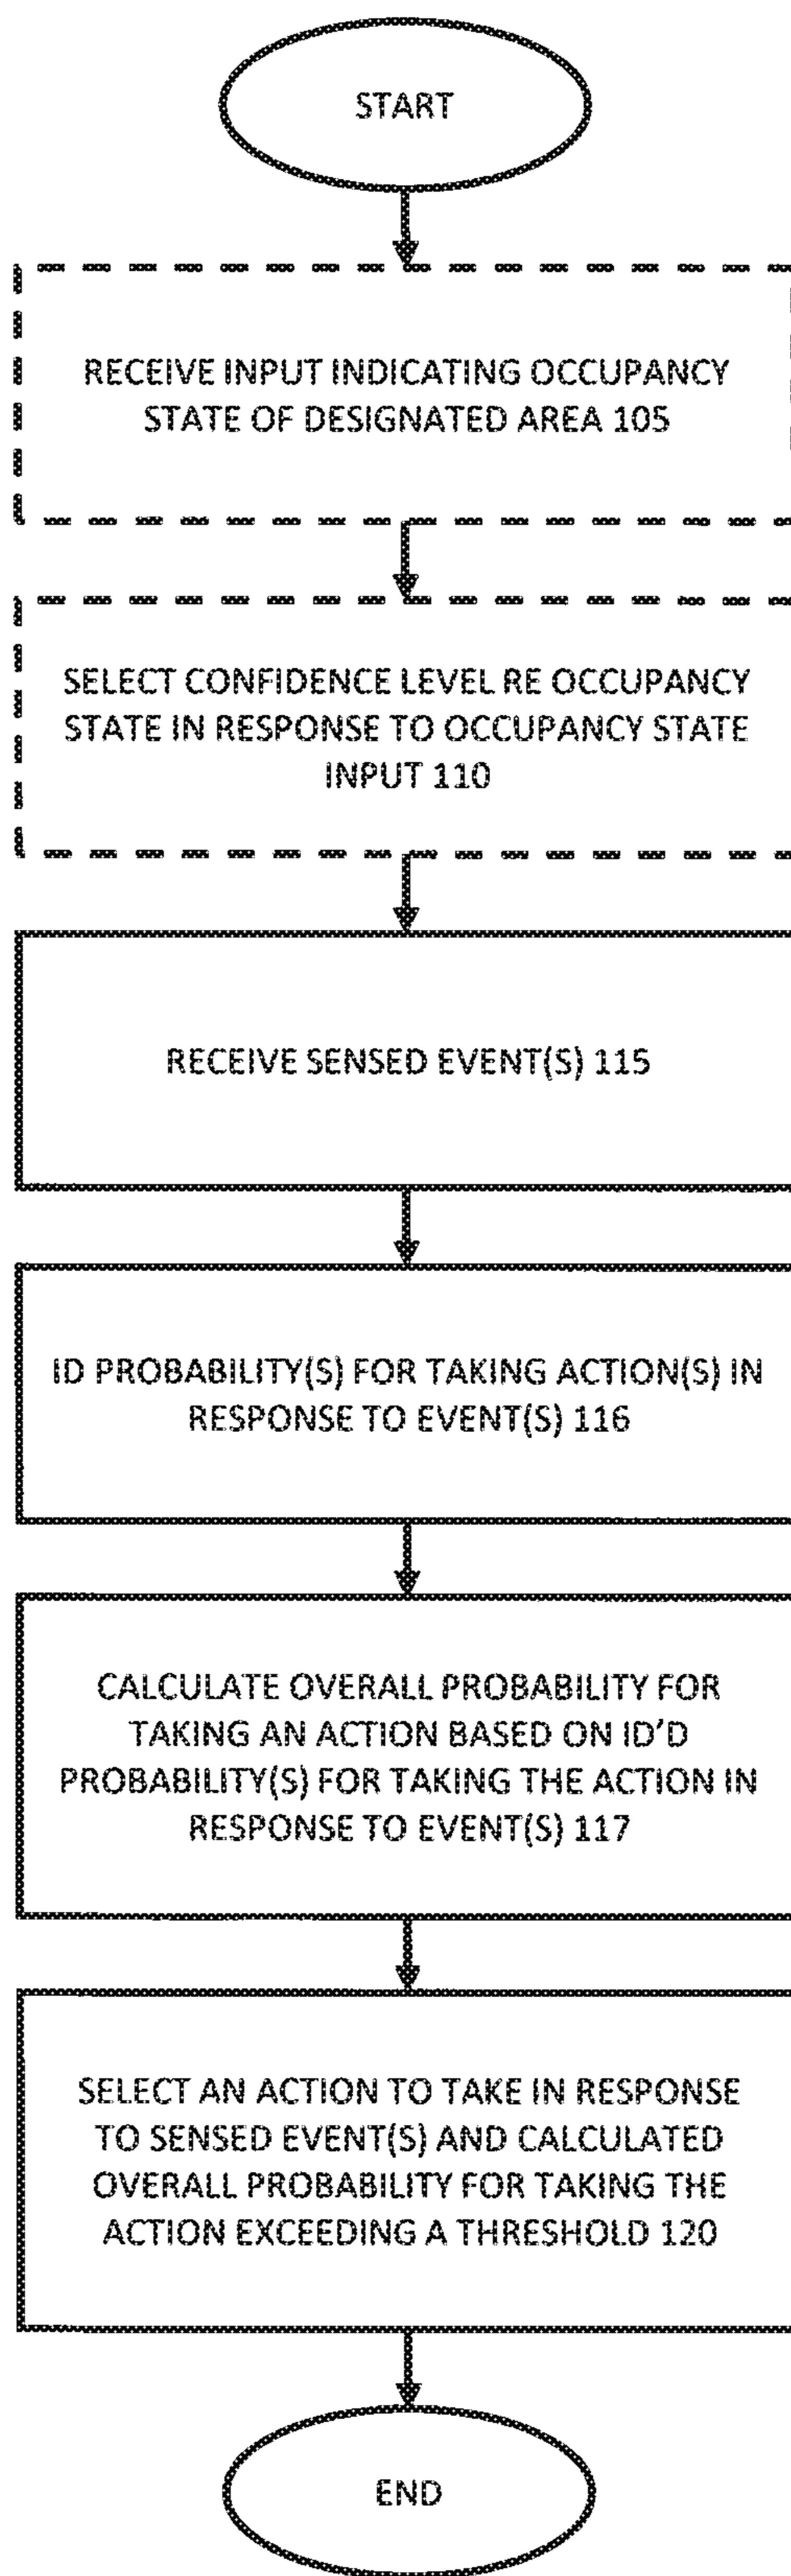 START
RECEIVE INPUT INDICATING OCCUPANCY
STATE OF DESIGNATED AREA 105
SELECT CONFIDENCE LEVEL RE OCCUPANCY
STATE IN RESPONSE TO OCCUPANCY STATE
INPUT 110
RECEIVE SENSED EVENT(S) 115
ID PROBABILITY(S) FOR TAKING ACTION(S) IN
RESPONSE TO EVENT(S) 116
CALCULATE OVERALL PROBABILITY FOR
TAKING AN ACTION BASED ON ID'D
PROBABILITY(S) FOR TAKING THE ACTION IN
RESPONSE TO EVENT(S) 117
SELECT AN ACTION TO TAKE IN RESPONSE
TO SENSED EVENT(S) AND CALCULATED
OVERALL PROBABILITY FOR TAKING THE
ACTION EXCEEDING A THRESHOLD 120
END